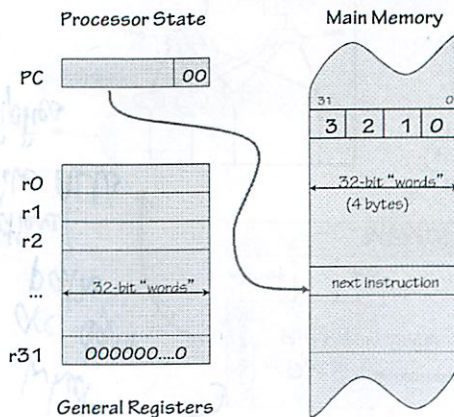 Processor State
PC
00
r0
r1
r2
...
32-bit "words"
r31
000000....0
General Registers
Main Memory
31
0
3 2 1 0
32-bit "words"
(4 bytes)
next instruction